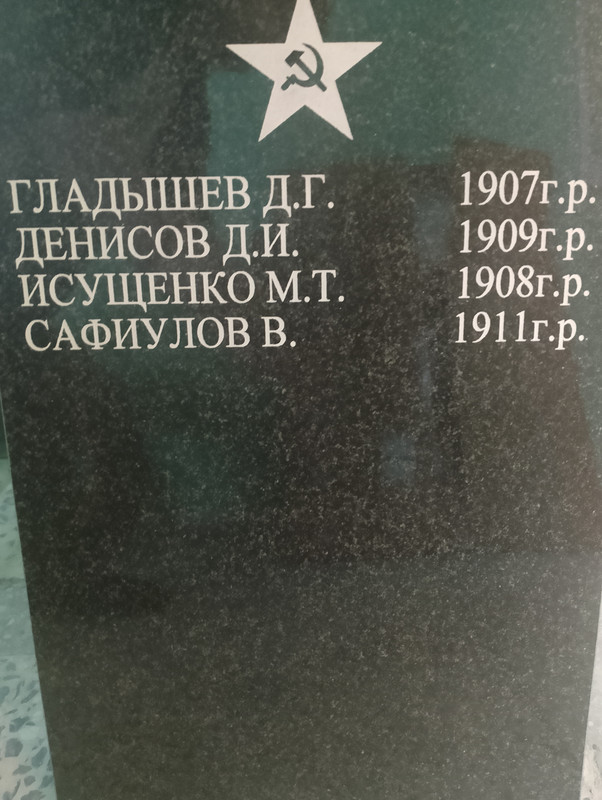 ГЛАДЫШЕВ Д.Г. 1907г.р.
ДЕНИСОВ Д.И. 1909г.р.
ИСУЩЕНКО М.Т. 1908г.р.
САФИУЛОВ В. 1911г.р.